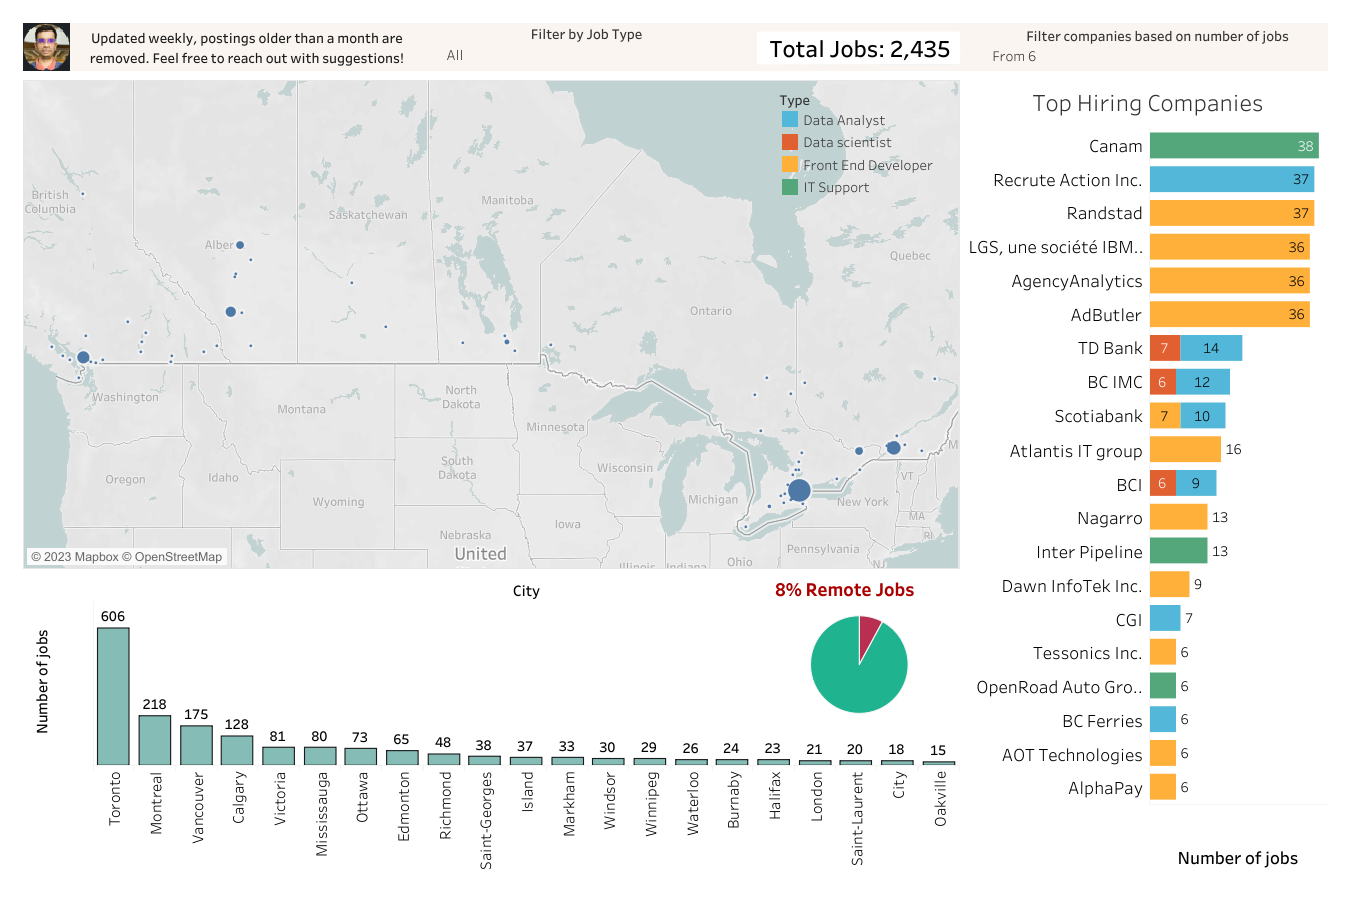 Updated weekly, postings older than a month are
removed. Feel free to reach out with suggestions!
Filter by Job Type
All
Total Jobs: 2,435
Filter companies based on number of jobs
From 6
Type
Data Analyst
Data scientist
Front End Developer
IT Support
British
Columbia
Alber
Saskatchewan
Manitoba
Ontario
Quebec
Washington
Montana
North
Dakota
Minnesota
Oregon
Idaho
Wyoming
South
Dakota
Wisconsin
Michigan
New York
VT
M
MA
RI
Nebraska
Iowa
United
Illinois
Indiana
Ohio
Pennsylvania
NJ
© 2023 Mapbox © OpenStreetMap
Top Hiring Companies
Canam 38
Recrute Action Inc. 37
Randstad 37
LGS, une société IBM.. 36
AgencyAnalytics 36
AdButler 36
TD Bank 7 14
BC IMC 6 12
Scotiabank 7 10
Atlantis IT group 16
BCI 6 9
Nagarro 13
Inter Pipeline 13
Dawn InfoTek Inc. 9
CGI 7
Tessonics Inc. 6
OpenRoad Auto Gro.. 6
BC Ferries 6
AOT Technologies 6
AlphaPay 6
Number of jobs
City
8% Remote Jobs
Number of jobs
606 218 175 128 81 80 73 65 48 38 37 33 30 29 26 24 23 21 20 18 15
Toronto
Montreal
Vancouver
Calgary
Victoria
Mississauga
Ottawa
Edmonton
Richmond
Saint-Georges
Island
Markham
Windsor
Winnipeg
Waterloo
Burnaby
Halifax
London
Saint-Laurent
City
Oakville